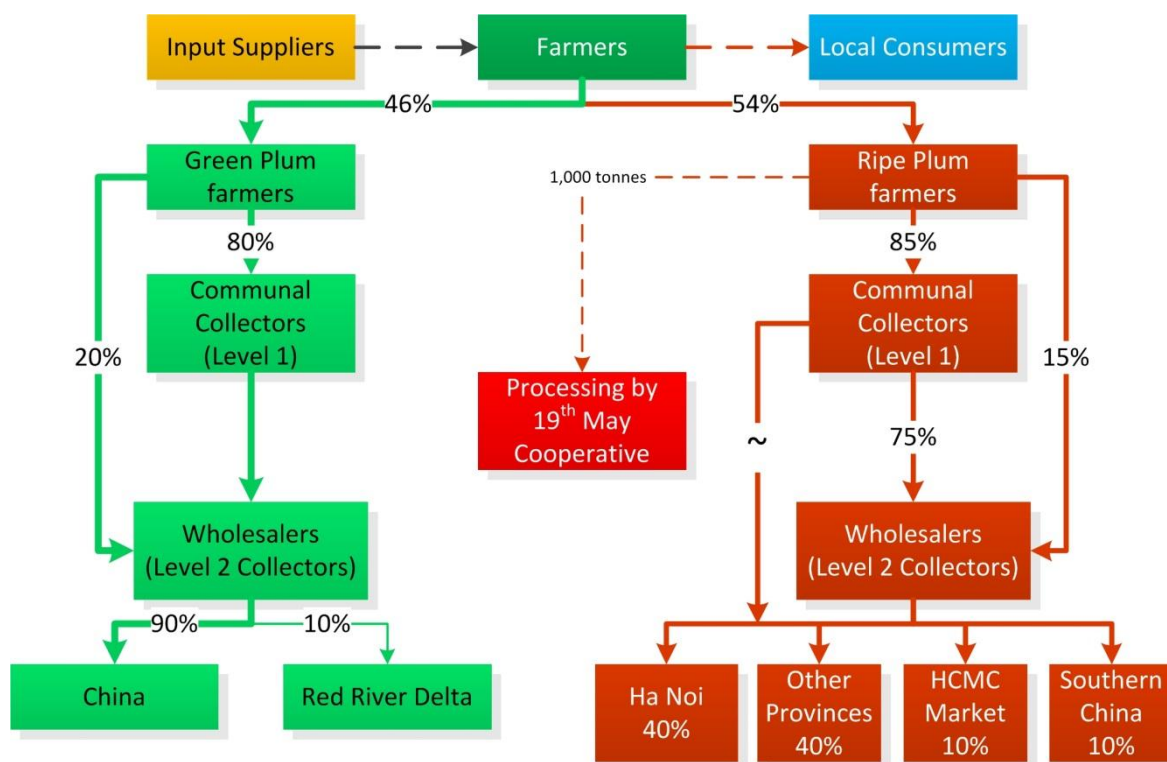 Input Suppliers
Farmers
Local Consumers
46%
54%
Green Plum
farmers
1,000 tonnes
Ripe Plum
farmers
80%
85%
Communal
Collectors
(Level 1)
Communal
Collectors
(Level 1)
20%
15%
Processing by
19th May
Cooperative
~
75%
Wholesalers
(Level 2 Collectors)
Wholesalers
(Level 2 Collectors)
90%
10%
China
Red River Delta
Ha Noi
40%
Other
Provinces
40%
HCMC
Market
10%
Southern
China
10%